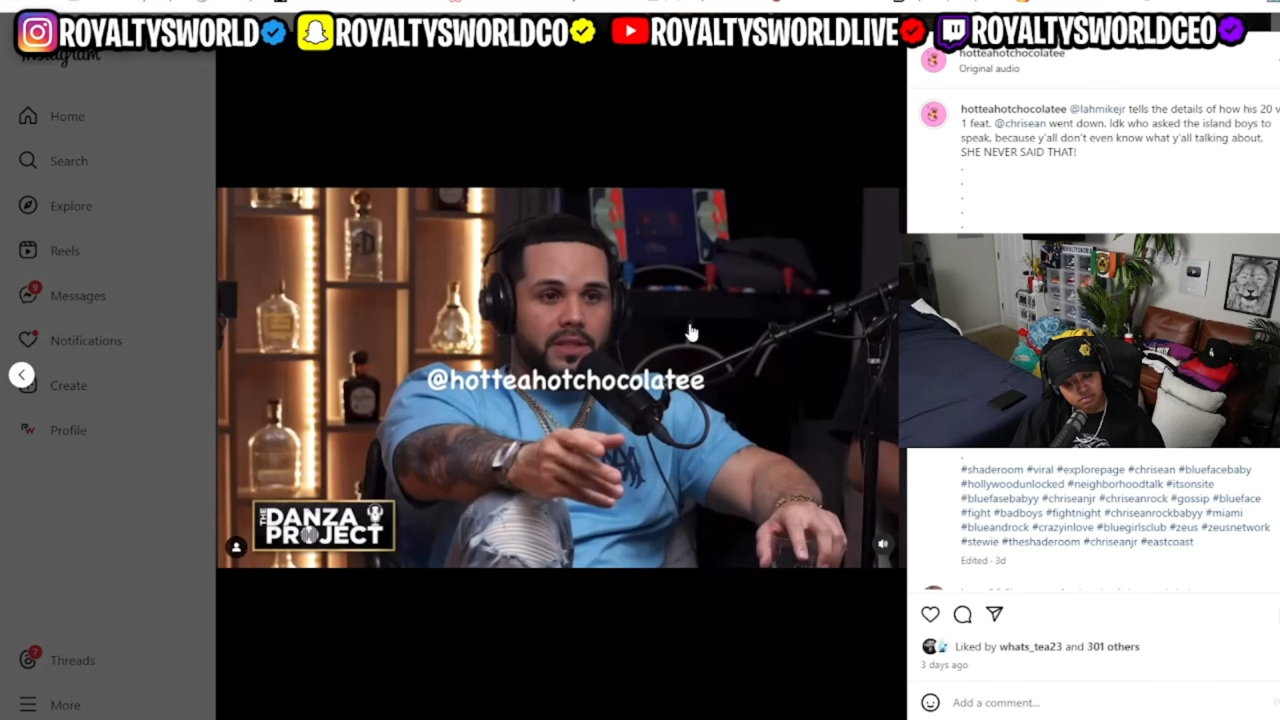 ROYALTYSWORLD
ROYALTYSWORLDCO
ROYALTYSWORLDLIVE
ROYALTYSWORLDCEO
Instagram
Home
Search
Explore
Reels
9
Messages
Notifications
Create
Profile
7
Threads
More
@hotteahotchocolatee
THE
DANZA
PROJECT
hotteahotchocolatee
Original audio
hotteahotchocolatee @lahmikejr tells the details of how his 20 v
1 feat. @chrisean went down. Idk who asked the island boys to
speak, because y'all don't even know what y'all talking about,
SHE NEVER SAID THAT!
.
.
.
.
.
.
#shaderoom #viral #explorepage #chrisean #bluefacebaby
#hollywoodunlocked #neighborhoodtalk #itsonsite
#bluefasebabyy #chriseanjr #chriseanrock #gossip #blueface
#fight #badboys #fightnight #chriseanrockbabyy #miami
#blueandrock #crazyinlove #bluegirlsclub #zeus #zeusnetwork
#stewie #theshaderoom #chriseanjr #eastcoast
Edited · 3d
Liked by whats_tea23 and 301 others
3 days ago
Add a comment...